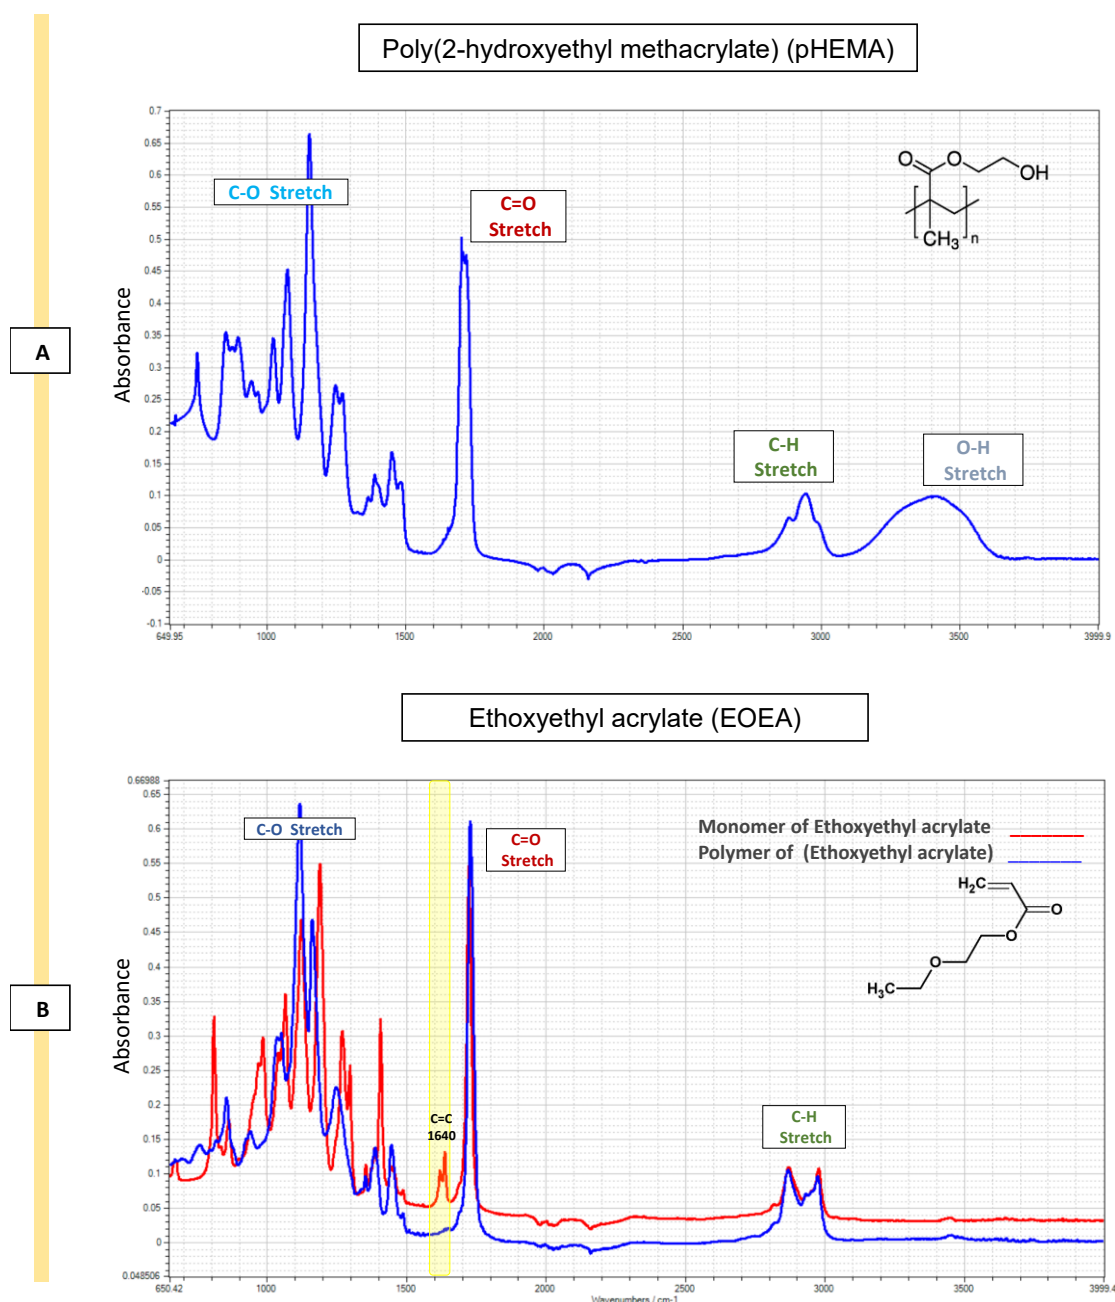 Poly(2-hydroxyethyl methacrylate) (pHEMA)
A
Absorbance
0.7
0.65
0.6
0.55
0.5
0.45
0.4
0.35
0.3
0.25
0.2
0.15
0.1
0.05
0
-0.05
-0.1
649.95 1000 1500 2000 2500 3000 3500 3999.9
C-O Stretch
C=O
Stretch
C-H
Stretch
O-H
Stretch
O
O
OH
CH3
n
Ethoxyethyl acrylate (EOEA)
B
Absorbance
0.66988
0.65
0.6
0.55
0.5
0.45
0.4
0.35
0.3
0.25
0.2
0.15
0.1
0.05
0
0.048506
650.42 1000 1500 2000 2500 3000 3500 3999.4
Wavenumbers / cm-1
C-O Stretch
C=O
Stretch
C=C
1640
C-H
Stretch
Monomer of Ethoxyethyl acrylate
Polymer of (Ethoxyethyl acrylate)
H2C
O
O
O
H3C